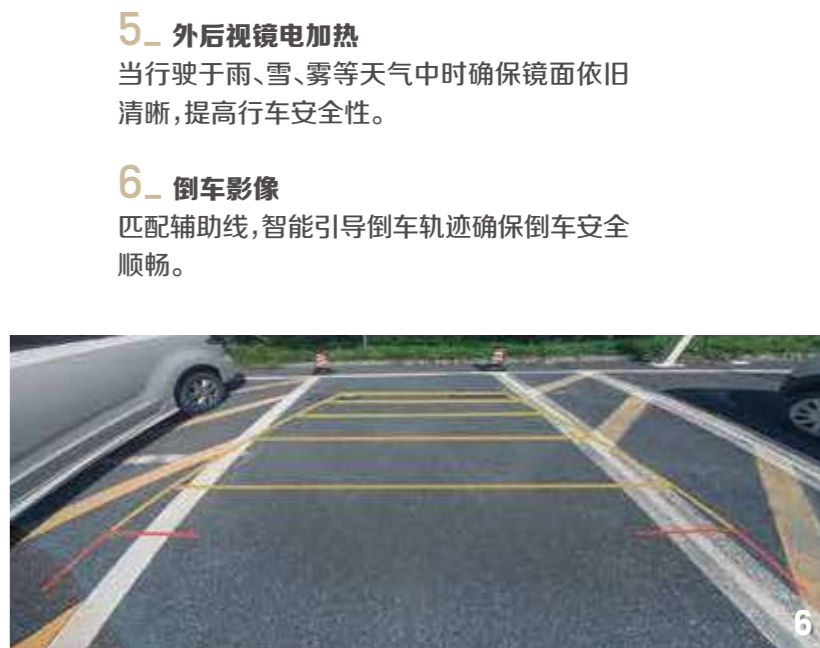 5_ 外后视镜电加热
当行驶于雨、雪、雾等天气中时确保镜面依旧
清晰,提高行车安全性。
6_ 倒车影像
匹配辅助线,智能引导倒车轨迹确保倒车安全
顺畅。
6